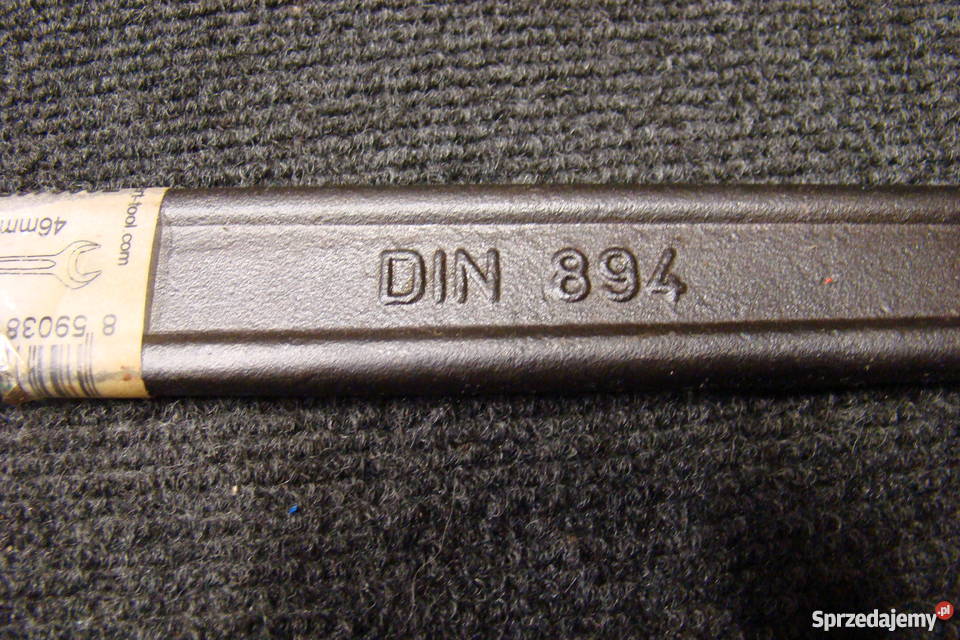 DIN 894
-tool.com
46mm
8 59038
Sprzedajemy.pl